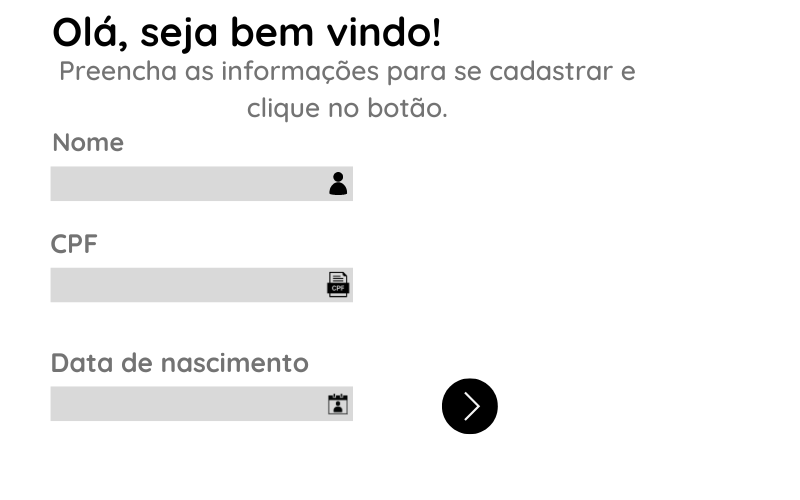 Olá, seja bem vindo!
Preencha as informações para se cadastrar e
clique no botão.
Nome
CPF
CPF
Data de nascimento